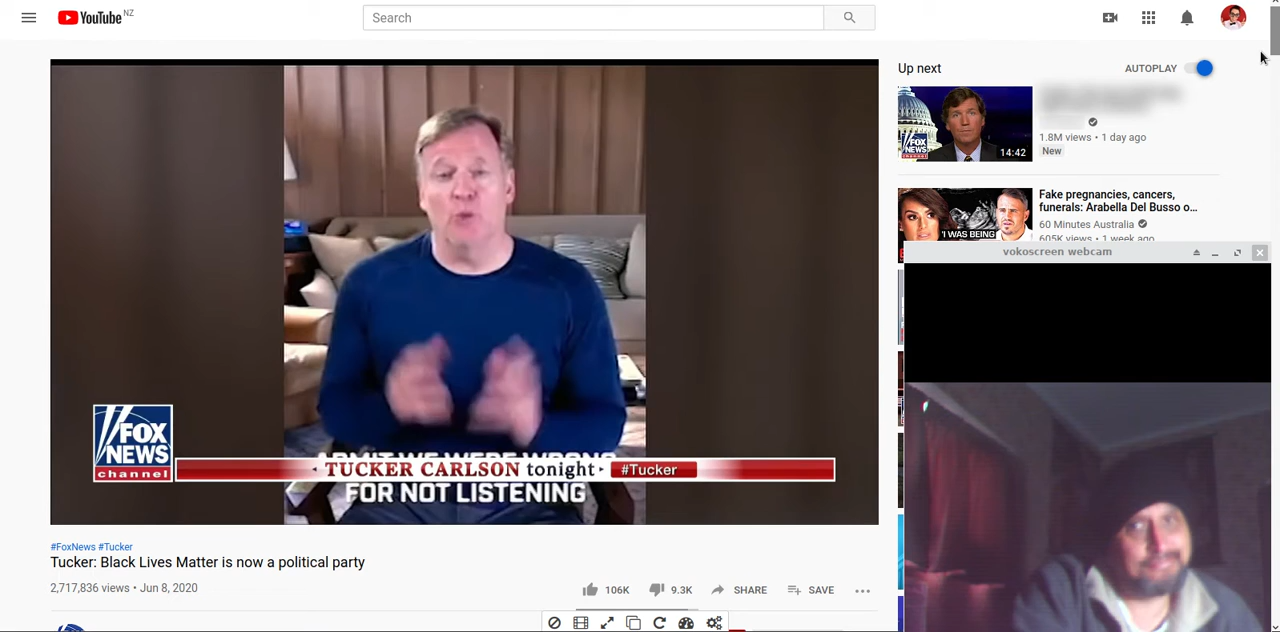 YouTube NZ
Search
FOX
NEWS
channel
ADMIT WE WERE WRONG
TUCKER CARLSON tonight
#Tucker
FOR NOT LISTENING
#FoxNews #Tucker
Tucker: Black Lives Matter is now a political party
2,717,836 views • Jun 8, 2020
106K
9.3K
SHARE
SAVE
Up next
AUTOPLAY
FOX
NEWS
channel
14:42
1.8M views • 1 day ago
New
'I WAS BEING
Fake pregnancies, cancers,
funerals: Arabella Del Busso o...
60 Minutes Australia
605K views • 1 week ago
vokoscreen webcam